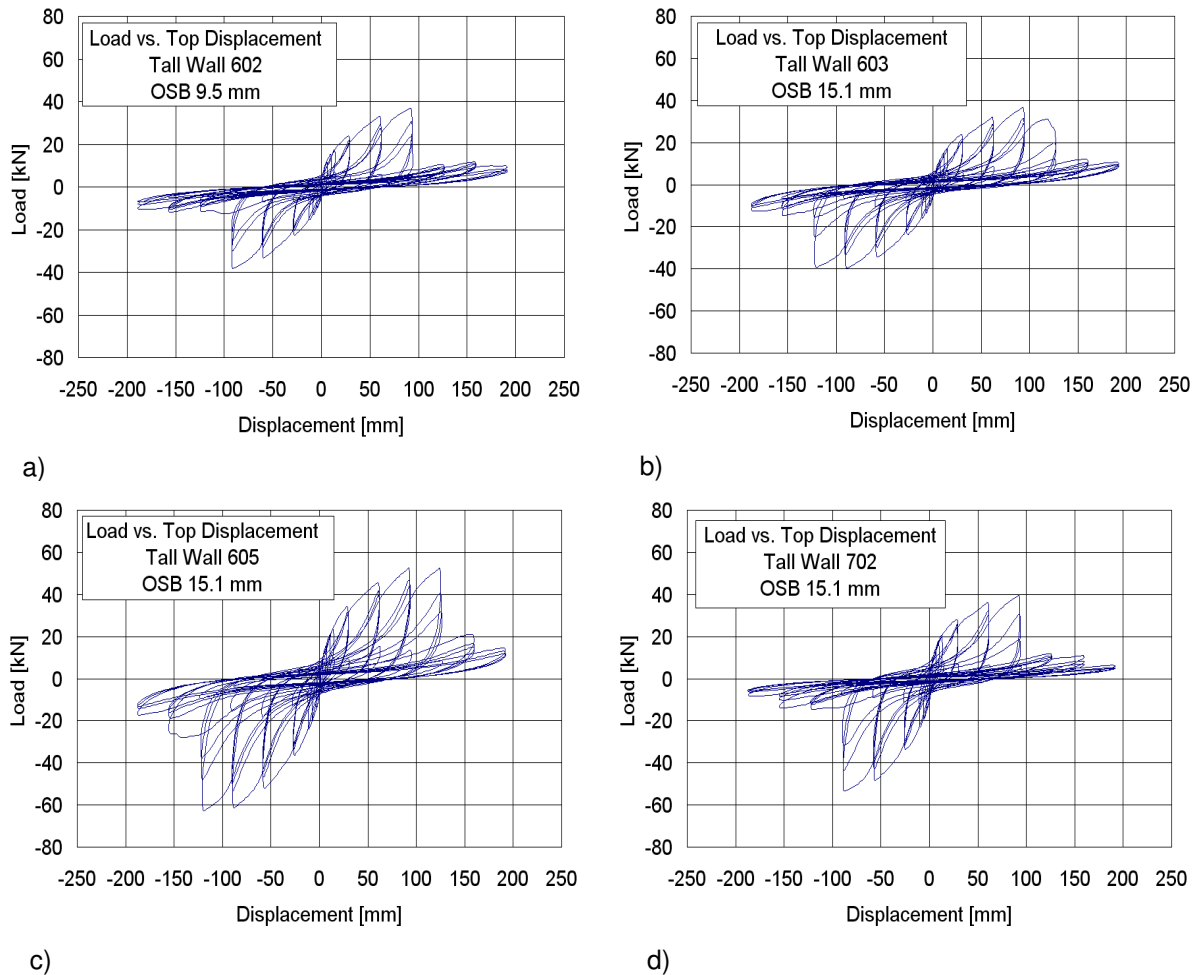 80
60
40
20
0
-20
-40
-60
-80
Load [kN]
Load vs. Top Displacement
Tall Wall 602
OSB 9.5 mm
-250 -200 -150 -100 -50 0 50 100 150 200 250
Displacement [mm]
a)
80
60
40
20
0
-20
-40
-60
-80
Load [kN]
Load vs. Top Displacement
Tall Wall 603
OSB 15.1 mm
-250 -200 -150 -100 -50 0 50 100 150 200 250
Displacement [mm]
b)
80
60
40
20
0
-20
-40
-60
-80
Load [kN]
Load vs. Top Displacement
Tall Wall 605
OSB 15.1 mm
-250 -200 -150 -100 -50 0 50 100 150 200 250
Displacement [mm]
c)
80
60
40
20
0
-20
-40
-60
-80
Load [kN]
Load vs. Top Displacement
Tall Wall 702
OSB 15.1 mm
-250 -200 -150 -100 -50 0 50 100 150 200 250
Displacement [mm]
d)